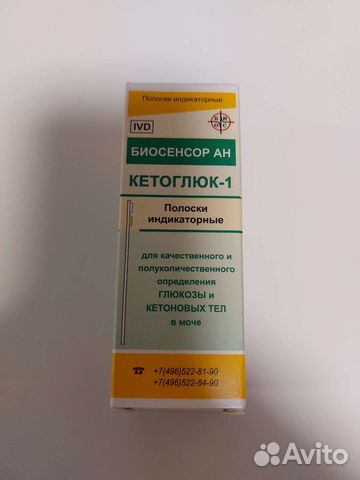 Полоски индикаторные
IVD
БИОСЕНСОР АН
КЕТОГЛЮК-1
Полоски
индикаторные
для качественного и
полуколичественного
определения
ГЛЮКОЗЫ и
КЕТОНОВЫХ ТЕЛ
в моче
☎ +7(496)522-81-90
+7(496)522-84-90
Avito